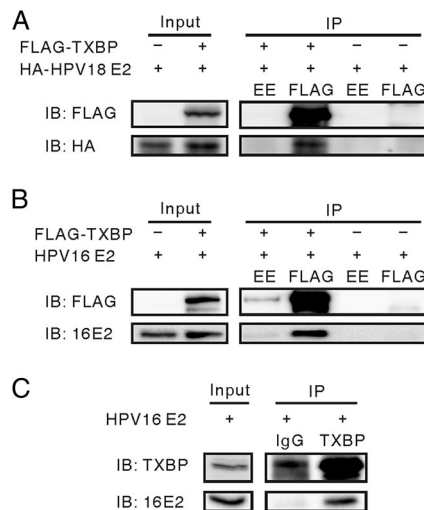 A
Input IP
FLAG-TXBP − + + + − −
HA-HPV18 E2 + + + + + +
EE FLAG EE FLAG
IB: FLAG
IB: HA
B
Input IP
FLAG-TXBP − + + + − −
HPV16 E2 + + + + + +
EE FLAG EE FLAG
IB: FLAG
IB: 16E2
C
Input IP
HPV16 E2 + + +
IgG TXBP
IB: TXBP
IB: 16E2